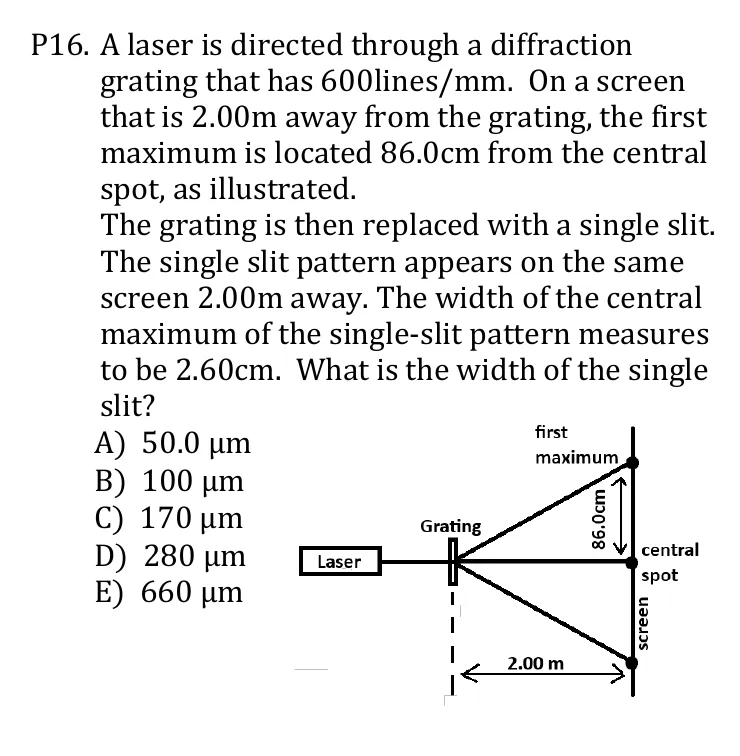 P16. A laser is directed through a diffraction
grating that has 600lines/mm. On a screen
that is 2.00m away from the grating, the first
maximum is located 86.0cm from the central
spot, as illustrated.
The grating is then replaced with a single slit.
The single slit pattern appears on the same
screen 2.00m away. The width of the central
maximum of the single-slit pattern measures
to be 2.60cm. What is the width of the single
slit?
A) 50.0 μm
B) 100 μm
C) 170 μm
D) 280 μm
E) 660 μm
first
maximum
86.0cm
Grating
Laser
central
spot
screen
2.00 m